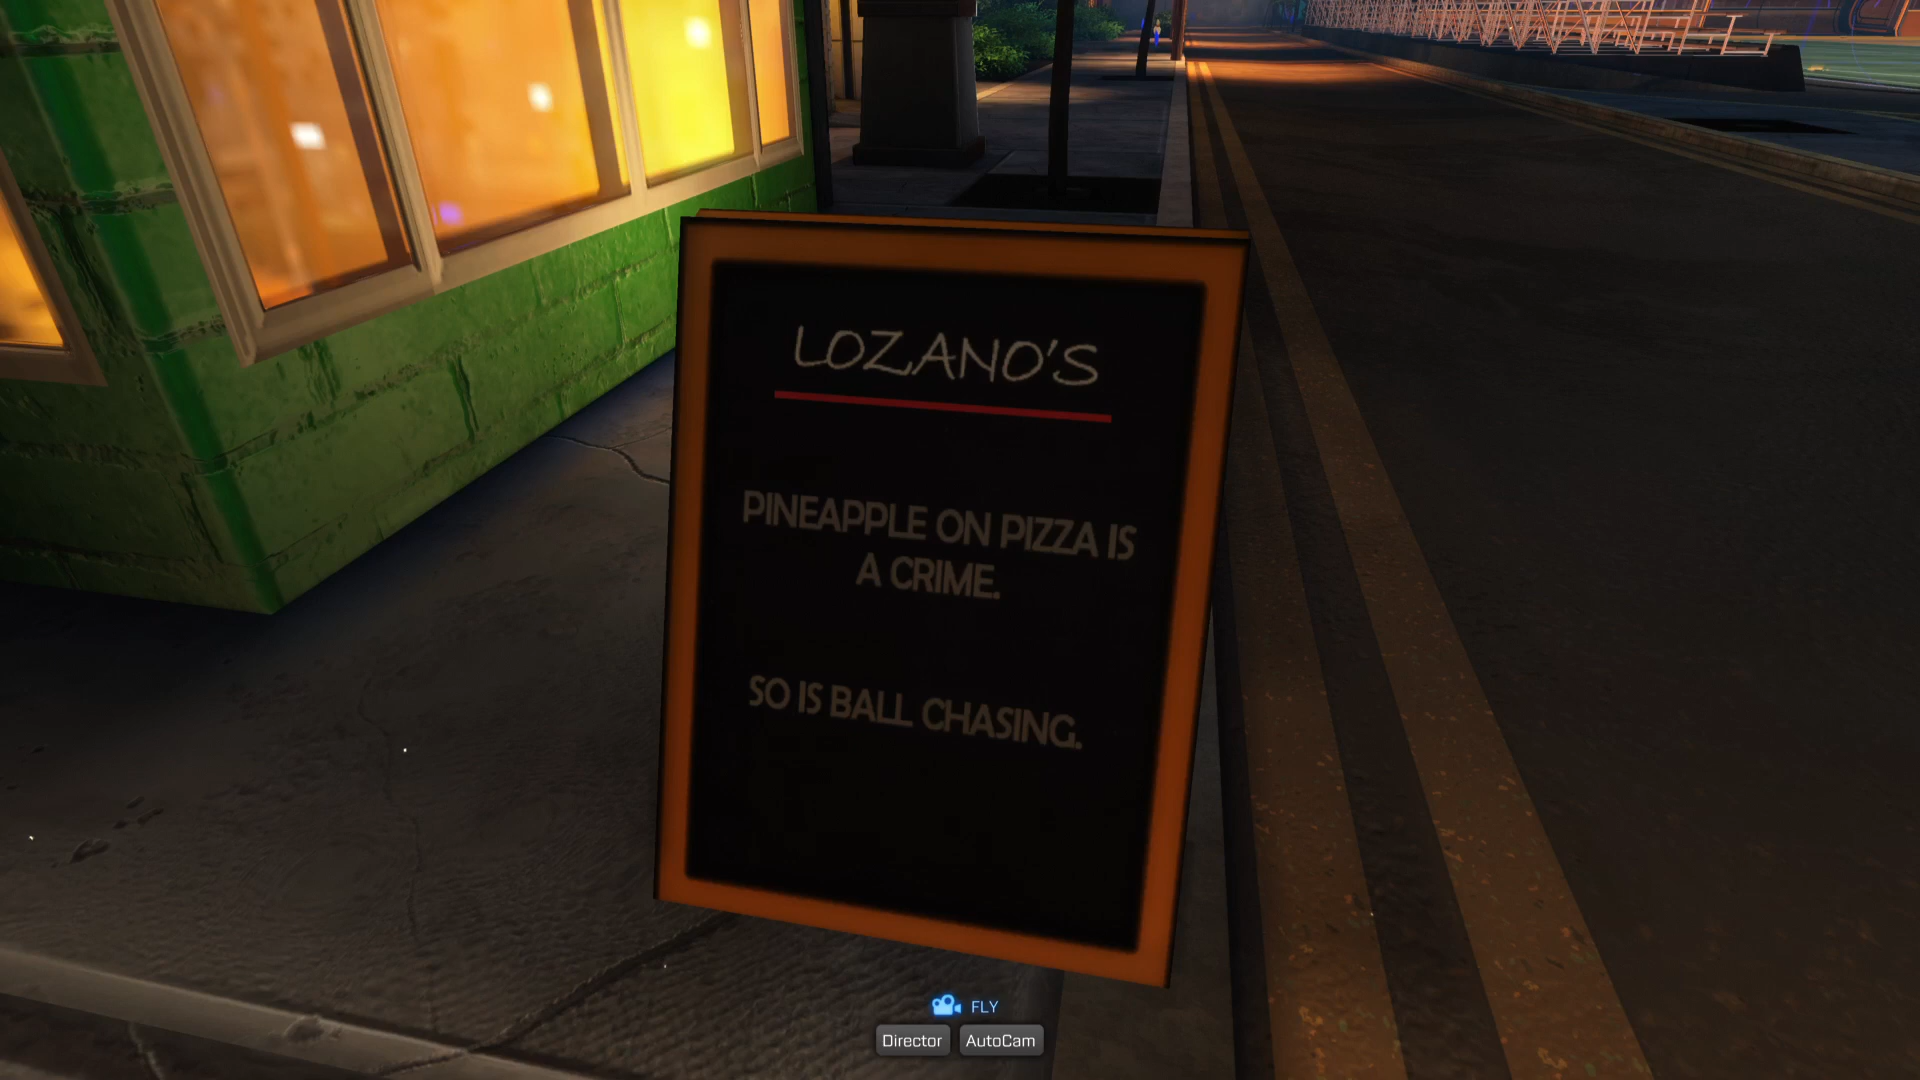 LOZANO'S
PINEAPPLE ON PIZZA IS
A CRIME.
SO IS BALL CHASING.
FLY
Director AutoCam